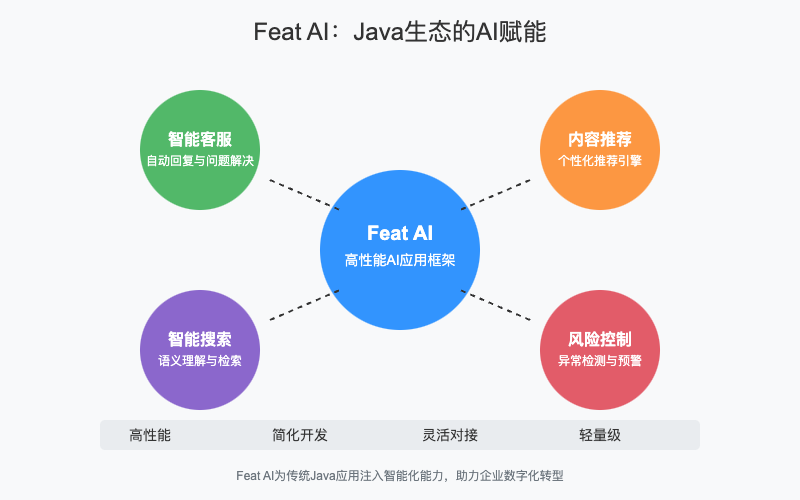 Feat AI：Java生态的AI赋能
智能客服
自动回复与问题解决
内容推荐
个性化推荐引擎
Feat AI
高性能AI应用框架
智能搜索
语义理解与检索
风险控制
异常检测与预警
高性能
简化开发
灵活对接
轻量级
Feat AI为传统Java应用注入智能化能力，助力企业数字化转型